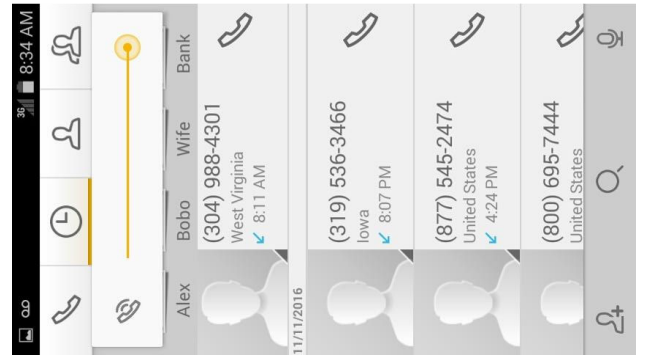 3G 8:34 AM
Alex Bobo Wife Bank
(304) 988-4301
West Virginia
8:11 AM
11/11/2016
(319) 536-3466
Iowa
8:07 PM
(877) 545-2474
United States
4:24 PM
(800) 695-7444
United States